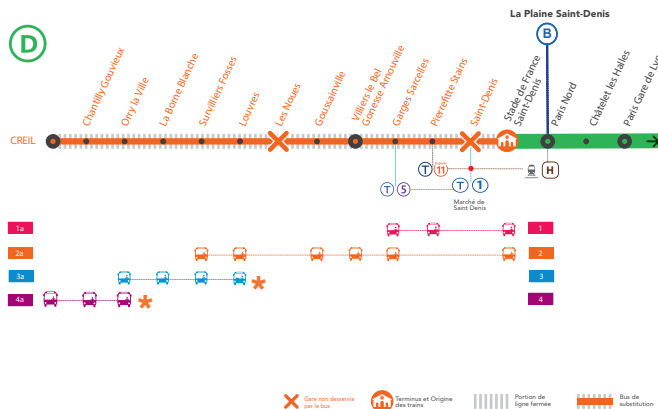 La Plaine Saint-Denis
D
B
CREIL
Chantilly Gouvieux
Orry la Ville
La Borne Blanche
Survilliers Fosses
Louvres
Les Noues
Goussainville
Villiers le Bel
Gonesse Arnouville
Garges Sarcelles
Pierrefitte Stains
Saint-Denis
Stade de France
Saint-Denis
Paris Nord
Châtelet les Halles
Paris Gare de Lyo
T 11
H
T 5
T 1
Marché de
Saint Denis
1a 1
2a 2
3a 3
4a 4
Gare non desservie
par le bus
Terminus et Origine
des trains
Portion de
ligne fermée
Bus de
substitution